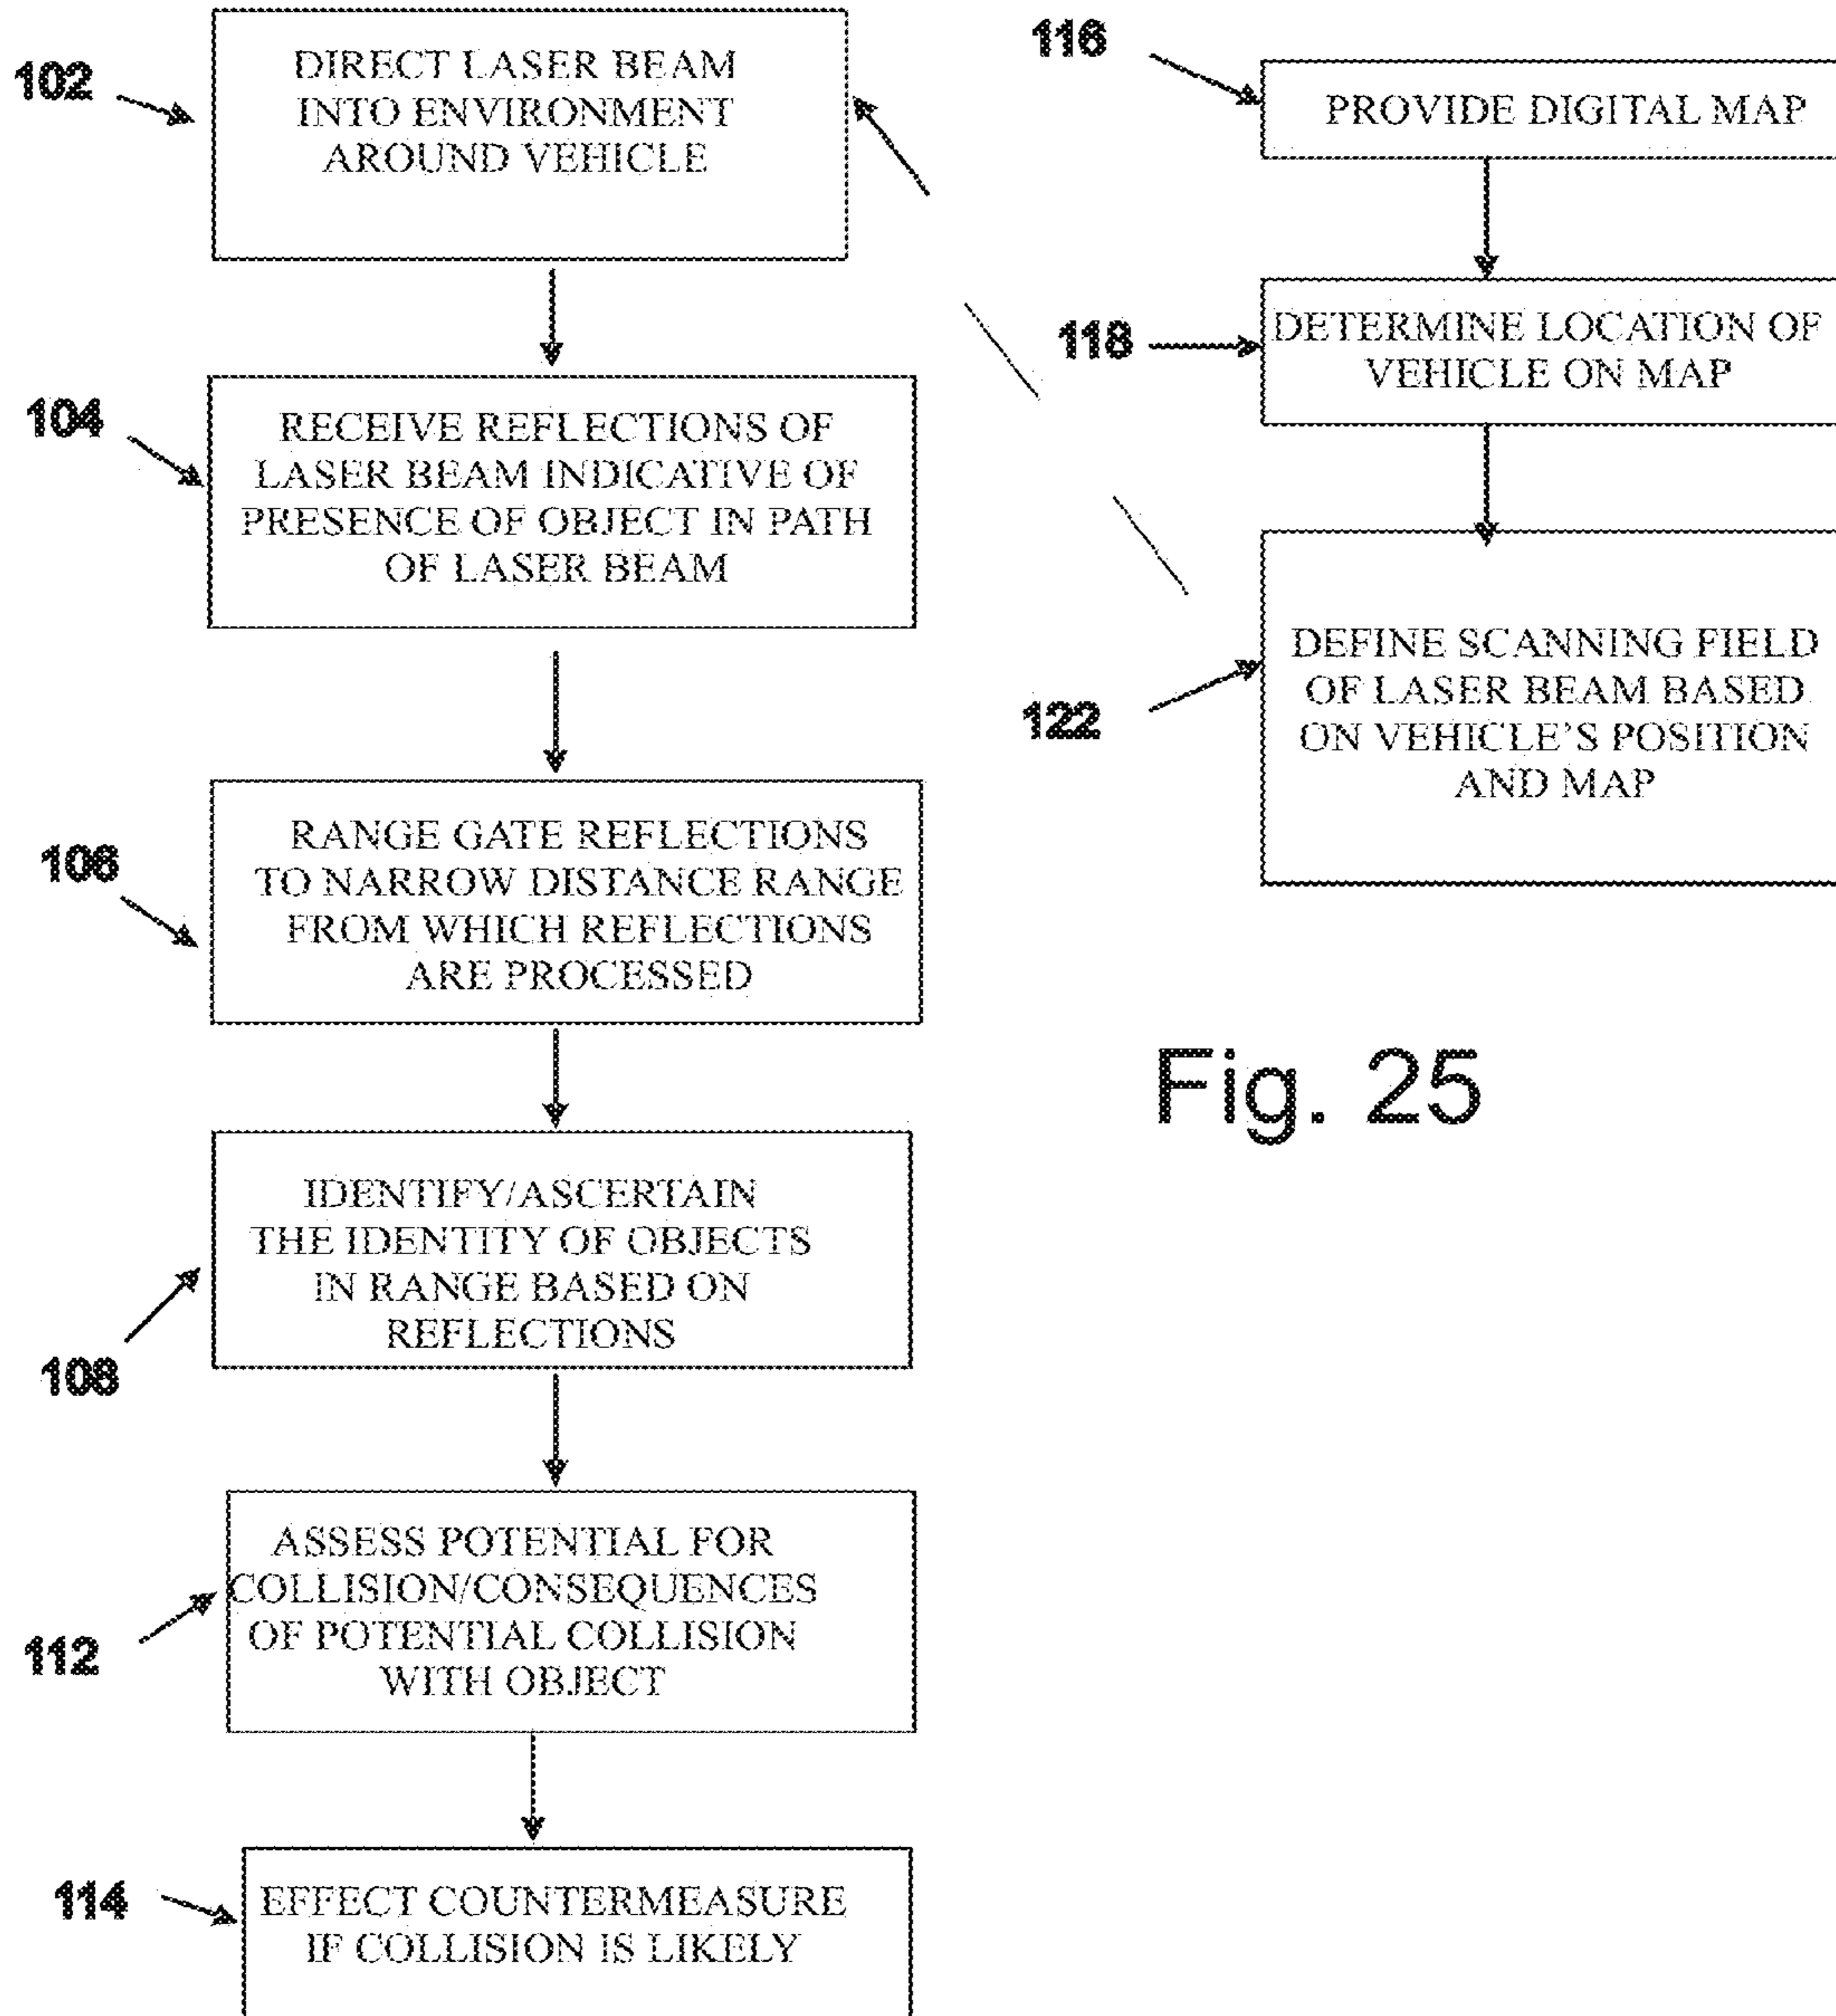 102
DIRECT LASER BEAM
INTO ENVIRONMENT
AROUND VEHICLE
104
RECEIVE REFLECTIONS OF
LASER BEAM INDICATIVE OF
PRESENCE OF OBJECT IN PATH
OF LASER BEAM
106
RANGE GATE REFLECTIONS
TO NARROW DISTANCE RANGE
FROM WHICH REFLECTIONS
ARE PROCESSED
108
IDENTIFY/ASCERTAIN
THE IDENTITY OF OBJECTS
IN RANGE BASED ON
REFLECTIONS
112
ASSESS POTENTIAL FOR
COLLISION/CONSEQUENCES
OF POTENTIAL COLLISION
WITH OBJECT
114
EFFECT COUNTERMEASURE
IF COLLISION IS LIKELY
116
PROVIDE DIGITAL MAP
118
DETERMINE LOCATION OF
VEHICLE ON MAP
122
DEFINE SCANNING FIELD
OF LASER BEAM BASED
ON VEHICLE'S POSITION
AND MAP
Fig. 25